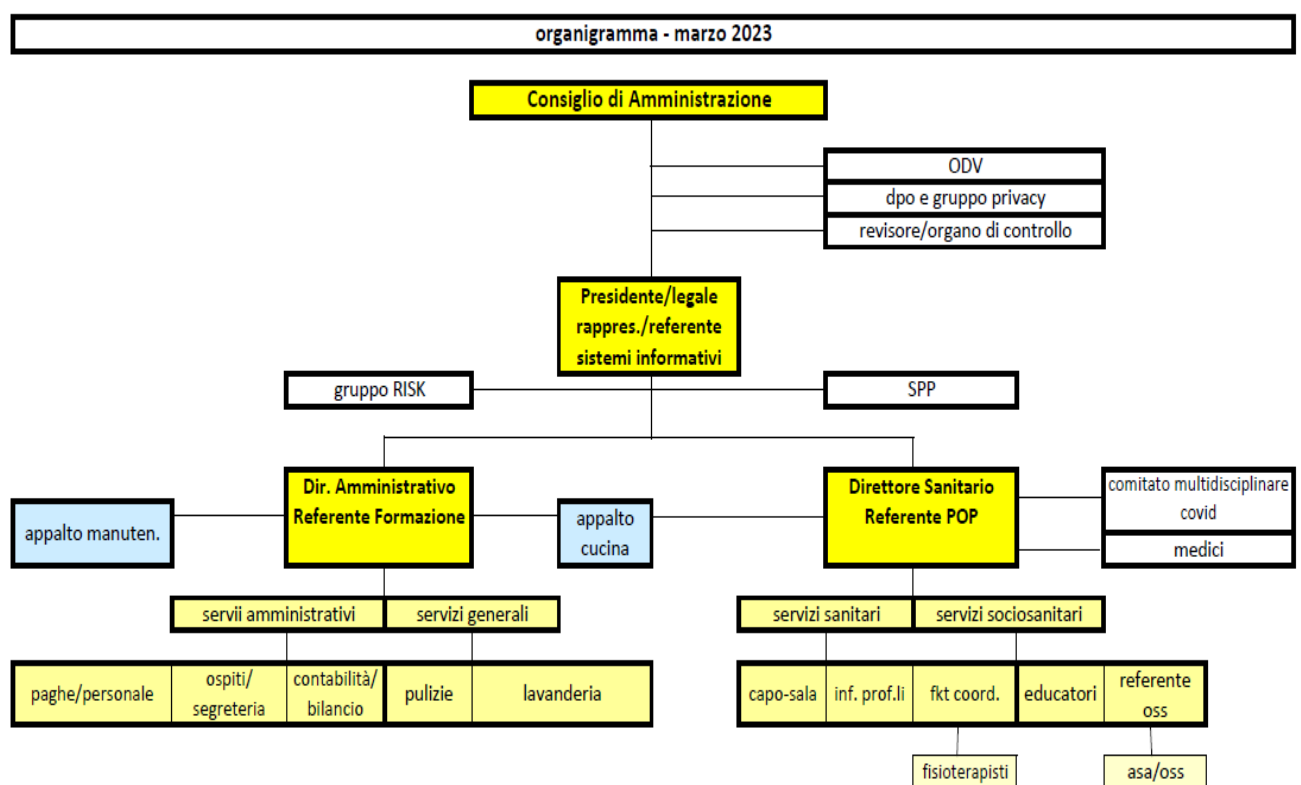 organigramma - marzo 2023
Consiglio di Amministrazione
ODV
dpo e gruppo privacy
revisore/organo di controllo
Presidente/legale
rappres./referente
sistemi informativi
gruppo RISK
SPP
Dir. Amministrativo
Referente Formazione
Direttore Sanitario
Referente POP
comitato multidisciplinare
covid
appalto manuten.
appalto
cucina
medici
servii amministrativi
servizi generali
servizi sanitari
servizi sociosanitari
paghe/personale
ospiti/
segreteria
contabilità/
bilancio
pulizie
lavanderia
capo-sala
inf. prof.li
fkt coord.
educatori
referente
oss
fisioterapisti
asa/oss